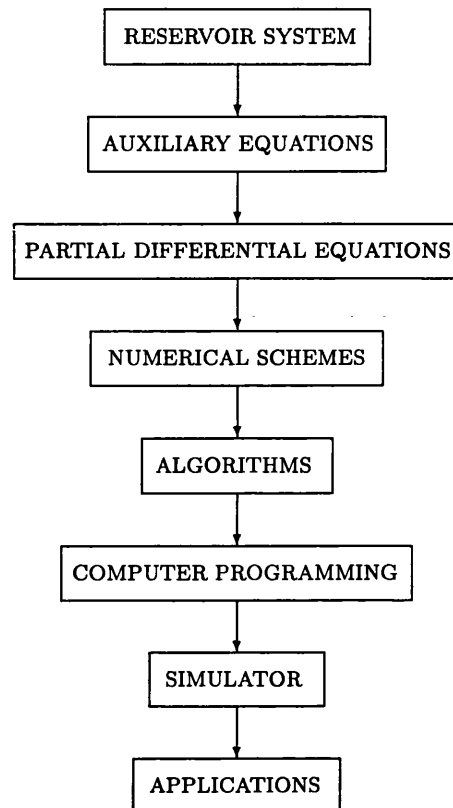 RESERVOIR SYSTEM
AUXILIARY EQUATIONS
PARTIAL DIFFERENTIAL EQUATIONS
NUMERICAL SCHEMES
ALGORITHMS
COMPUTER PROGRAMMING
SIMULATOR
APPLICATIONS